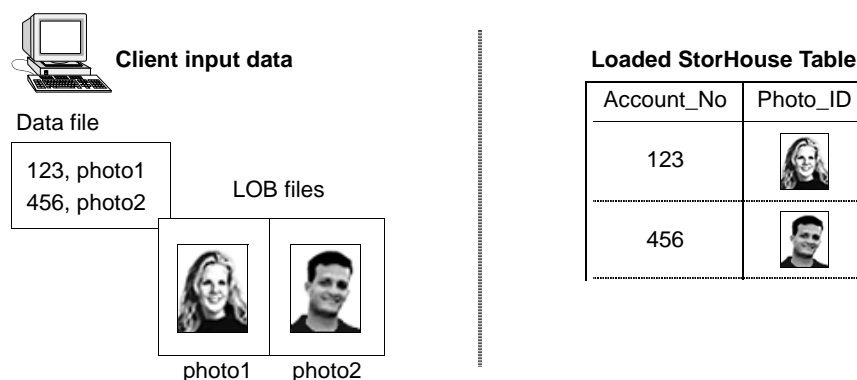 Client input data
Data file
123, photo1
456, photo2
LOB files
photo1 photo2
Loaded StorHouse Table
Account_No Photo_ID
123
456